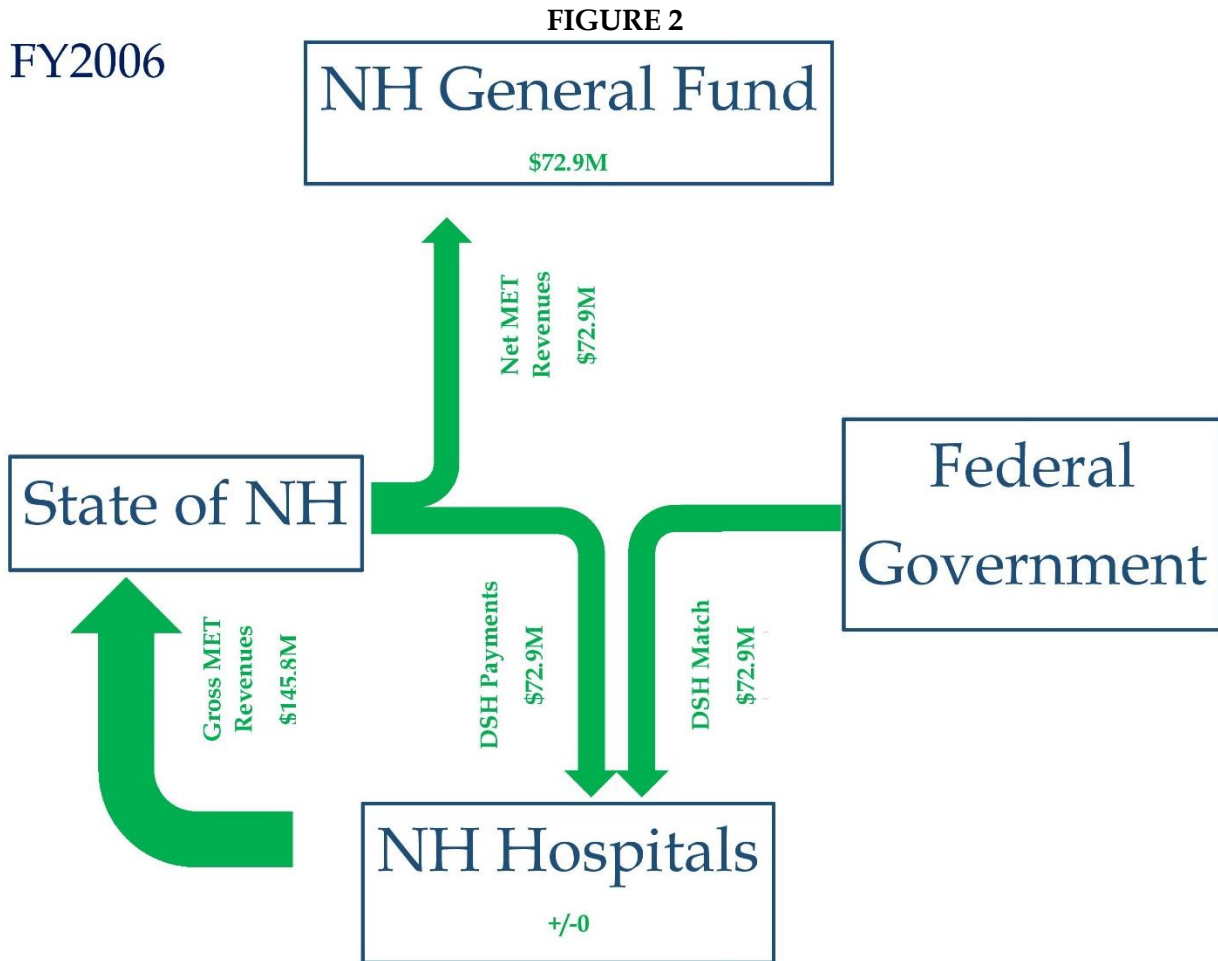 FIGURE 2
FY2006
NH General Fund
$72.9M
Net MET
Revenues
$72.9M
State of NH
Federal
Government
Gross MET
Revenues
$145.8M
DSH Payments
$72.9M
DSH Match
$72.9M
NH Hospitals
+/-0